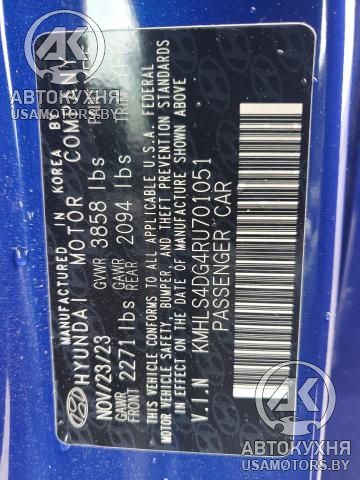 MANUFACTURED IN KOREA BY
HYUNDAI MOTOR COMPANY
NOV/23/23 GVWR 3858 lbs
GAWR FRONT 2271 lbs GAWR REAR 2094 lbs
THIS VEHICLE CONFORMS TO ALL APPLICABLE U.S.A. FEDERAL
MOTOR VEHICLE SAFETY, BUMPER, AND THEFT PREVENTION STANDARDS
IN EFFECT ON THE DATE OF MANUFACTURE SHOWN ABOVE.
V.I.N KMHLS4DG4RU701051
PASSENGER CAR
АВТОКУХНЯ
USAMOTORS.BY
АВТОКУХНЯ
USAMOTORS.BY